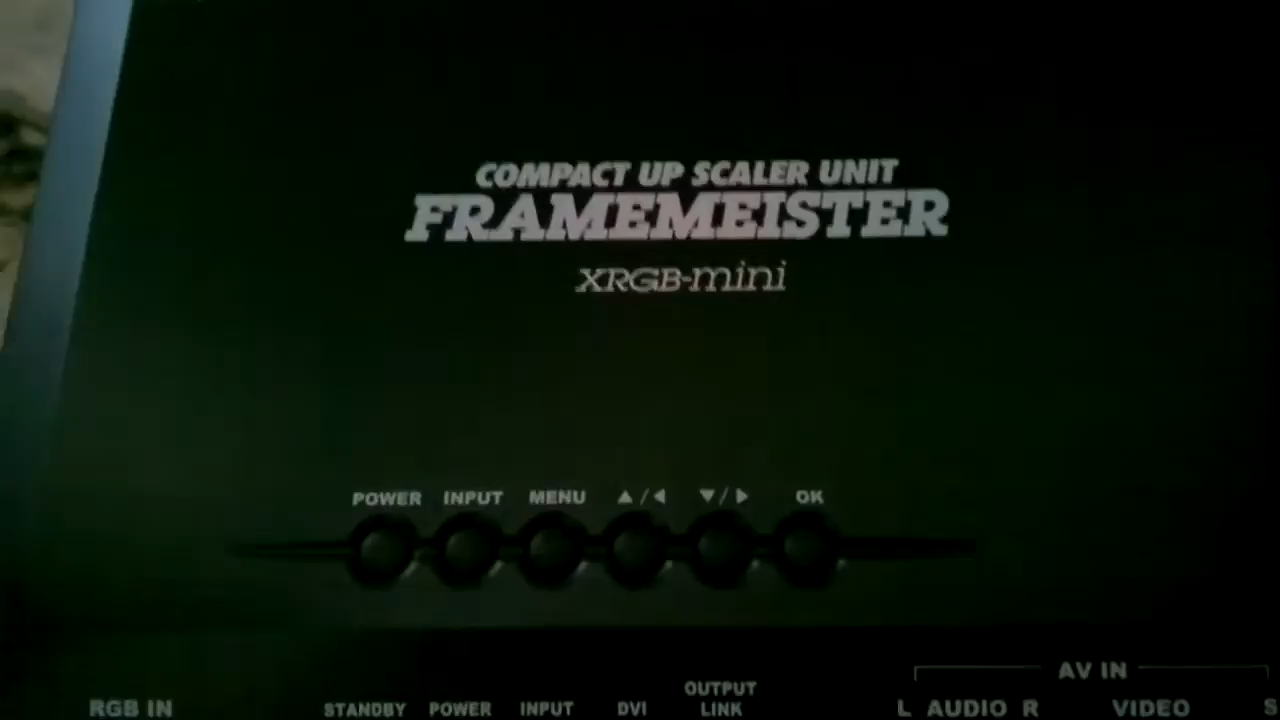 COMPACT UP SCALER UNIT
FRAMEMEISTER
XRGB-mini
POWER INPUT MENU ▲/◀ ▼/▶ OK
AV IN
OUTPUT
RGB IN STANDBY POWER INPUT DVI LINK L AUDIO R VIDEO S